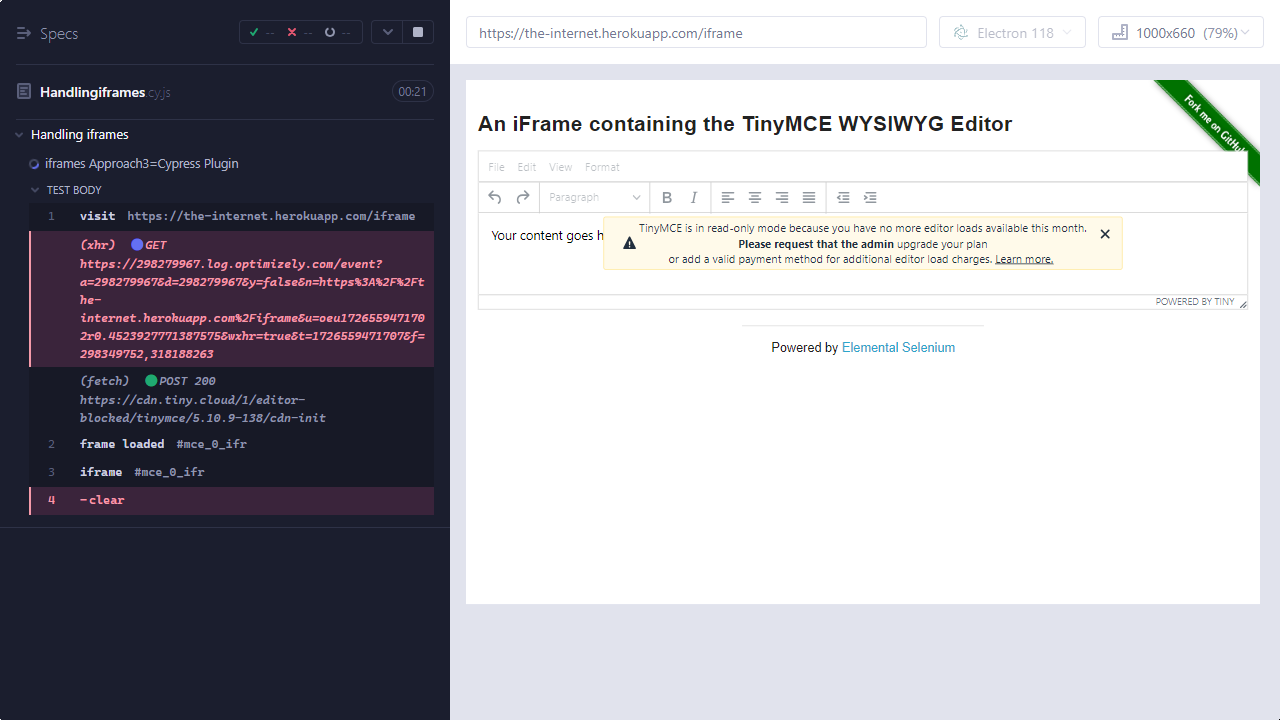 Specs
--
--
--
Handlingiframes.cy.js
00:21
Handling iframes
iframes Approach3=Cypress Plugin
TEST BODY
1 visit https://the-internet.herokuapp.com/iframe
(xhr) GET
https://298279967.log.optimizely.com/event?
a=298279967&d=298279967&y=false&n=https%3A%2F%2Ft
he-
internet.herokuapp.com%2Fiframe&u=oeu172655947170
2r0.4523927771387575&wxhr=true&t=1726559471707&f=
298349752,318188263
(fetch) POST 200
https://cdn.tiny.cloud/1/editor-
blocked/tinymce/5.10.9-138/cdn-init
2 frame loaded #mce_0_ifr
3 iframe #mce_0_ifr
4 -clear
https://the-internet.herokuapp.com/iframe
Electron 118
1000x660 (79%)
Fork me on GitHub
An iFrame containing the TinyMCE WYSIWYG Editor
File Edit View Format
Paragraph
B I
Your content goes h
TinyMCE is in read-only mode because you have no more editor loads available this month.
Please request that the admin upgrade your plan
or add a valid payment method for additional editor load charges. Learn more.
POWERED BY TINY
Powered by Elemental Selenium